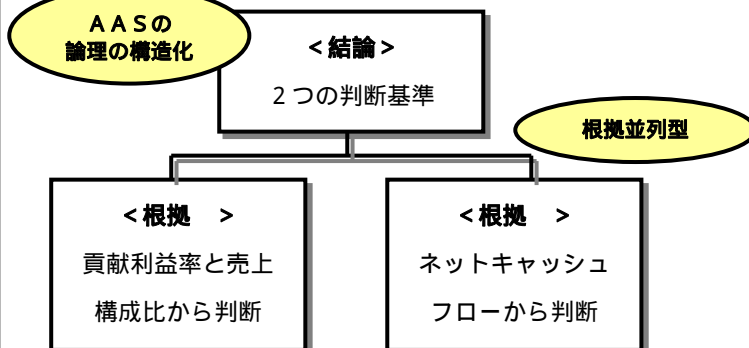 ＡＡＳの
論理の構造化
＜結論＞
２つの判断基準
根拠並列型
＜根拠　＞
貢献利益率と売上
構成比から判断
＜根拠　＞
ネットキャッシュ
フローから判断